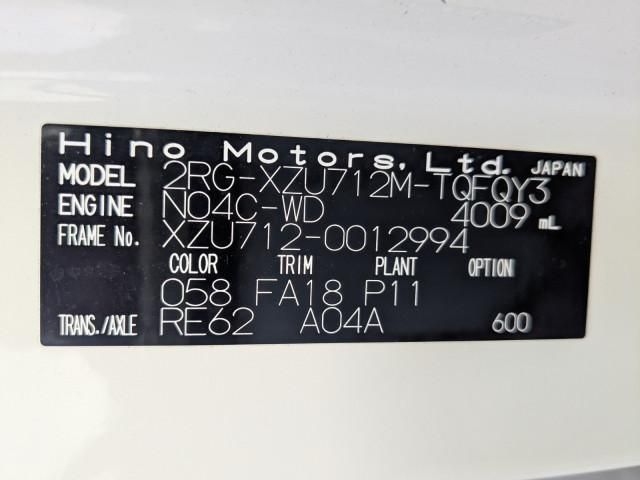 Hino Motors, Ltd. JAPAN
MODEL 2RG-XZU712M-TQFQY3
ENGINE N04C-WD 4009 mL
FRAME No. XZU712-0012994
COLOR TRIM PLANT OPTION
058 FA18 P11
TRANS./AXLE RE62 A04A 600